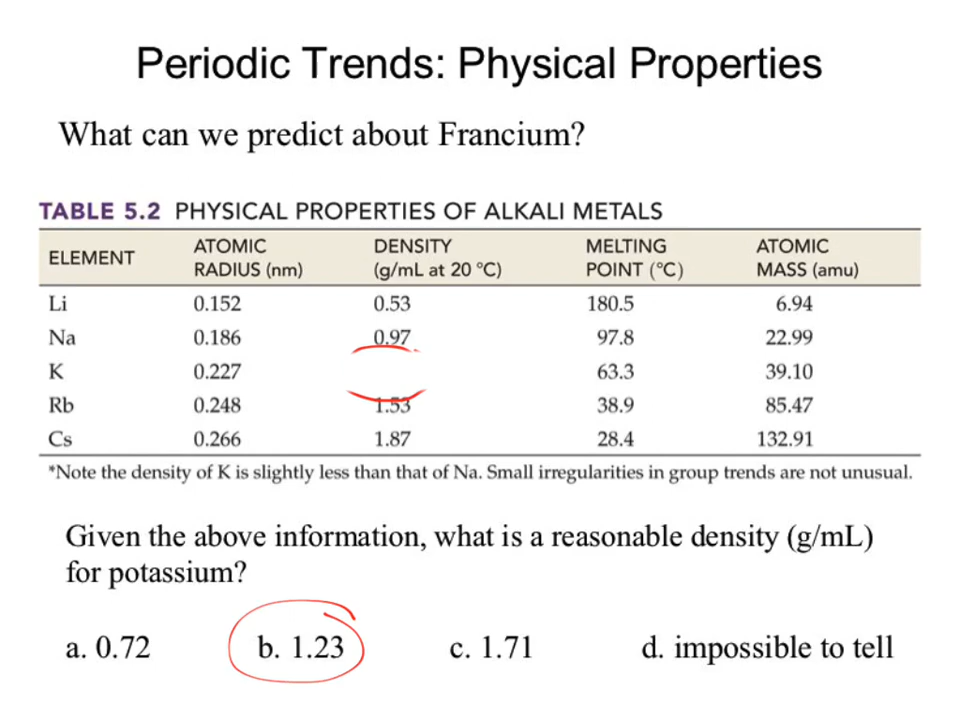 Periodic Trends: Physical Properties
What can we predict about Francium?
TABLE 5.2 PHYSICAL PROPERTIES OF ALKALI METALS
ELEMENT ATOMIC RADIUS (nm) DENSITY (g/mL at 20 °C) MELTING POINT (°C) ATOMIC MASS (amu)
Li 0.152 0.53 180.5 6.94
Na 0.186 0.97 97.8 22.99
K 0.227 63.3 39.10
Rb 0.248 1.53 38.9 85.47
Cs 0.266 1.87 28.4 132.91
*Note the density of K is slightly less than that of Na. Small irregularities in group trends are not unusual.
Given the above information, what is a reasonable density (g/mL)
for potassium?
a. 0.72 b. 1.23 c. 1.71 d. impossible to tell